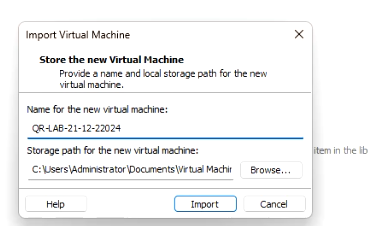 Import Virtual Machine
Store the new Virtual Machine
Provide a name and local storage path for the new
virtual machine.
Name for the new virtual machine:
QR-LAB-21-12-22024
Storage path for the new virtual machine:
item in the lib
C:\Users\Administrator\Documents\Virtual Machir
Browse...
Help
Import
Cancel